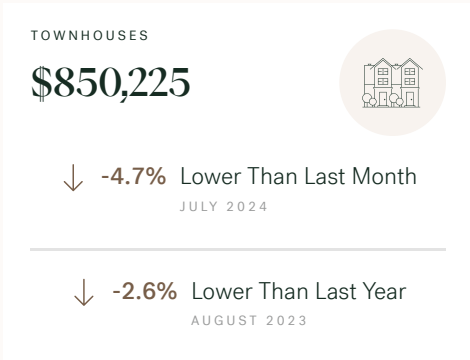 TOWNHOUSES
$850,225
-4.7% Lower Than Last Month
JULY 2024
-2.6% Lower Than Last Year
AUGUST 2023